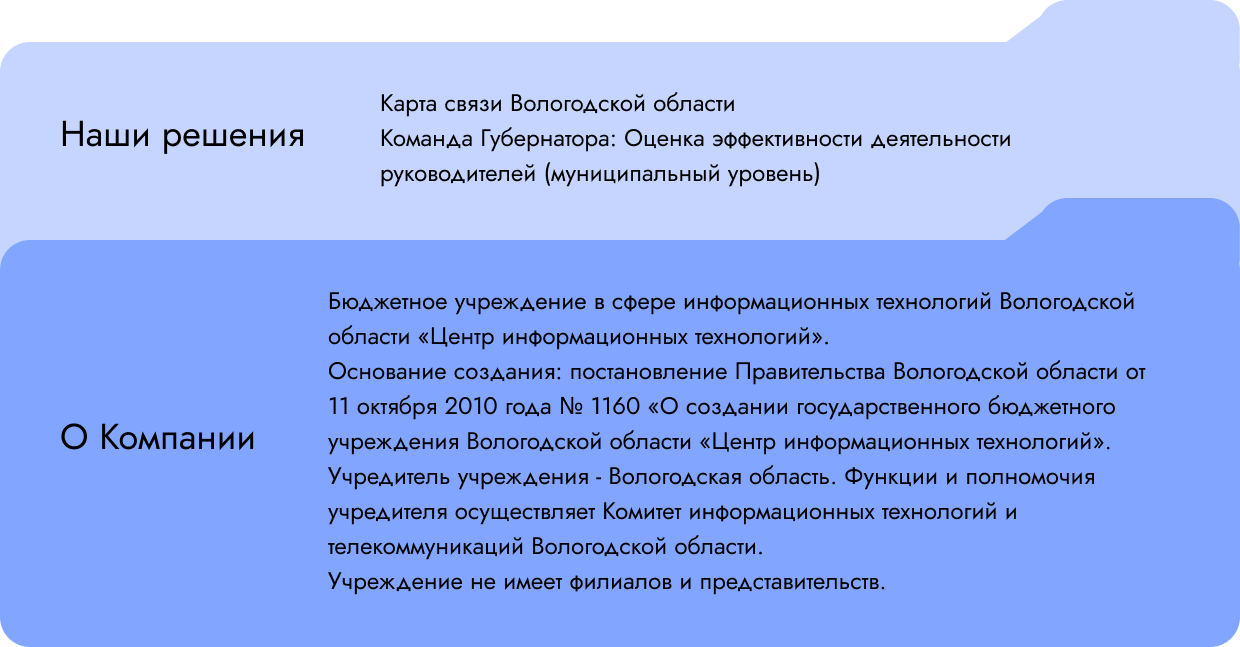 Наши решения
Карта связи Вологодской области
Команда Губернатора: Оценка эффективности деятельности
руководителей (муниципальный уровень)
О Компании
Бюджетное учреждение в сфере информационных технологий Вологодской
области «Центр информационных технологий».
Основание создания: постановление Правительства Вологодской области от
11 октября 2010 года № 1160 «О создании государственного бюджетного
учреждения Вологодской области «Центр информационных технологий».
Учредитель учреждения - Вологодская область. Функции и полномочия
учредителя осуществляет Комитет информационных технологий и
телекоммуникаций Вологодской области.
Учреждение не имеет филиалов и представительств.